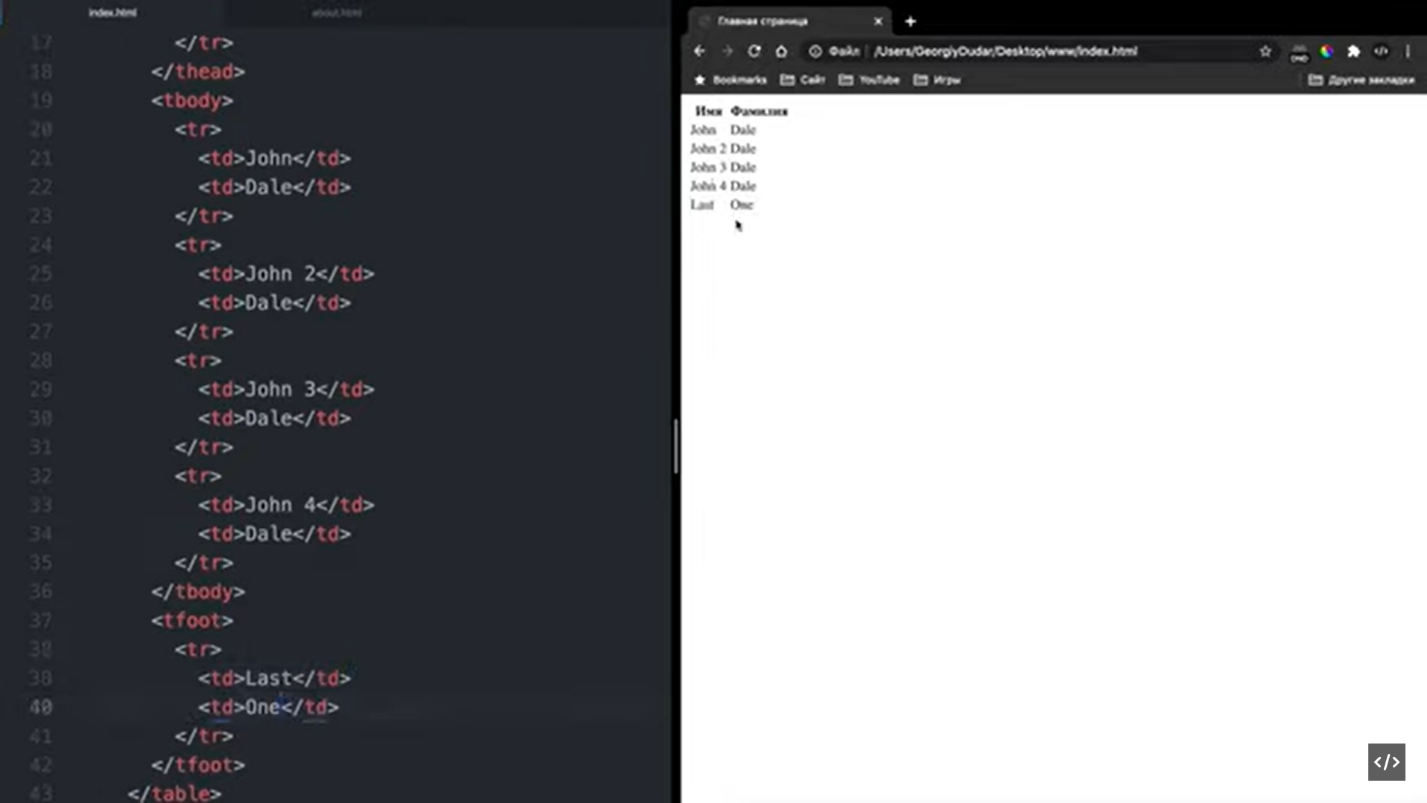 index.html about.html
17 </tr>
18 </thead>
19 <tbody>
20 <tr>
21 <td>John</td>
22 <td>Dale</td>
23 </tr>
24 <tr>
25 <td>John 2</td>
26 <td>Dale</td>
27 </tr>
28 <tr>
29 <td>John 3</td>
30 <td>Dale</td>
31 </tr>
32 <tr>
33 <td>John 4</td>
34 <td>Dale</td>
35 </tr>
36 </tbody>
37 <tfoot>
38 <tr>
<td>Last</td>
40 <td>One</td>
41 </tr>
42 </tfoot>
43 </table>
Главная страница
Файл /Users/GeorgiyDudar/Desktop/www/index.html
Bookmarks Сайт YouTube Игры Другие закладки
Имя Фамилия
John Dale
John 2 Dale
John 3 Dale
John 4 Dale
Last One
</>